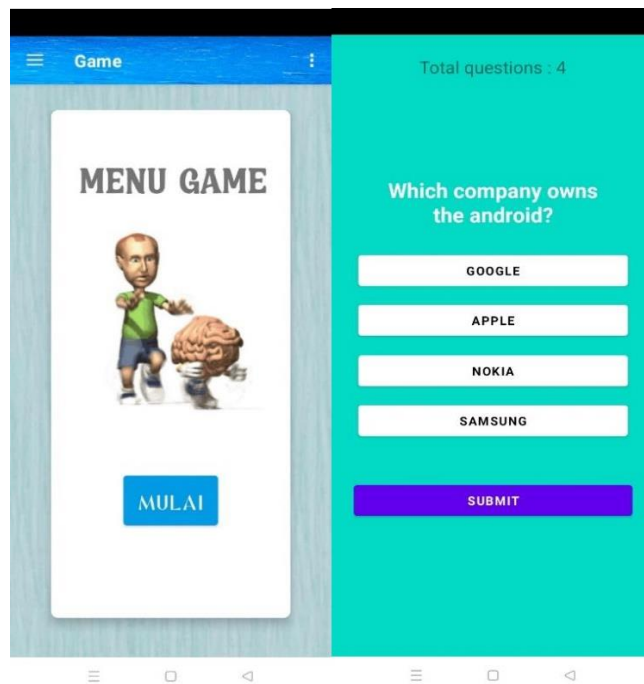 Game
MENU GAME
MULAI
Total questions : 4
Which company owns
the android?
GOOGLE
APPLE
NOKIA
SAMSUNG
SUBMIT